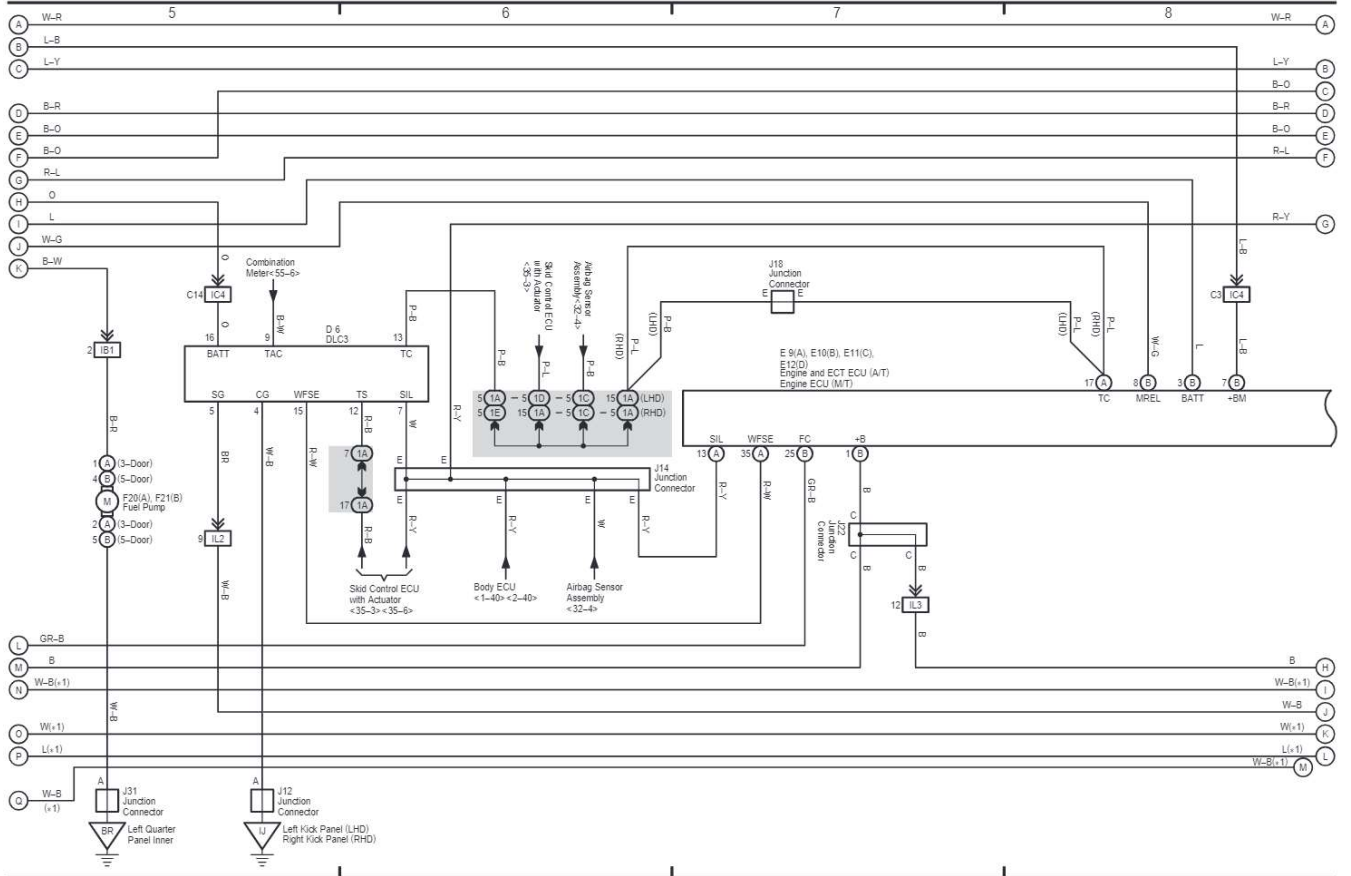 5 6 7 8
A W–R W–R A
B L–B
C L–Y L–Y B
B–O C
D B–R B–R D
E B–O B–O E
F B–O R–L F
G R–L
H O
I L R–Y G
J W–G
K B–W
Combination
Meter<55–6>
Skid Control ECU
with Actuator
<35–3>
Airbag Sensor
Assembly<32–4>
J18
Junction
Connector
E E
O
C14 IC4
O
B–W
P–B
P–B
P–L
P–B
P–L
(RHD)
(LHD)
P–B
(LHD)
P–L
(RHD)
P–L
W–G
L
L–B
C3 IC4
L–B
2 IB1
D 6
DLC3
16 9 13
BATT TAC TC
SG CG WFSE TS SIL
5 4 15 12 7
E 9(A), E10(B), E11(C),
E12(D)
Engine and ECT ECU (A/T)
Engine ECU (M/T)
17 A 8 B 3 B 7 B
TC MREL BATT +BM
5 1A – 5 1D – 5 1C 15 1A (LHD)
5 1E 15 1A – 5 1C – 5 1A (RHD)
SIL WFSE FC +B
13 A 35 A 25 B 1 B
B–R
BR
W–B
R–W
R–B
W
R–Y
7 1A
17 1A
R–B
E E
J14
Junction
Connector
E E E E
R–Y
R–Y
W
R–Y
R–Y
R–W
GR–B
B
1 A (3–Door)
4 B (5–Door)
M F20(A), F21(B)
Fuel Pump
2 A (3–Door)
5 B (5–Door)
9 IL2
W–B
C
J22
Junction
Connector
C C
B B
12 IL3
B
Skid Control ECU
with Actuator
<35–3><35–6>
Body ECU
<1–40><2–40>
Airbag Sensor
Assembly
<32–4>
L GR–B
M B B H
N W–B(*1) W–B(*1) I
W–B
W–B J
O W(*1) W(*1) K
P L(*1) L(*1) L
W–B(*1) M
Q W–B
(*1)
A
J31
Junction
Connector
A
J12
Junction
Connector
BR Left Quarter
Panel Inner
IJ Left Kick Panel (LHD)
Right Kick Panel (RHD)